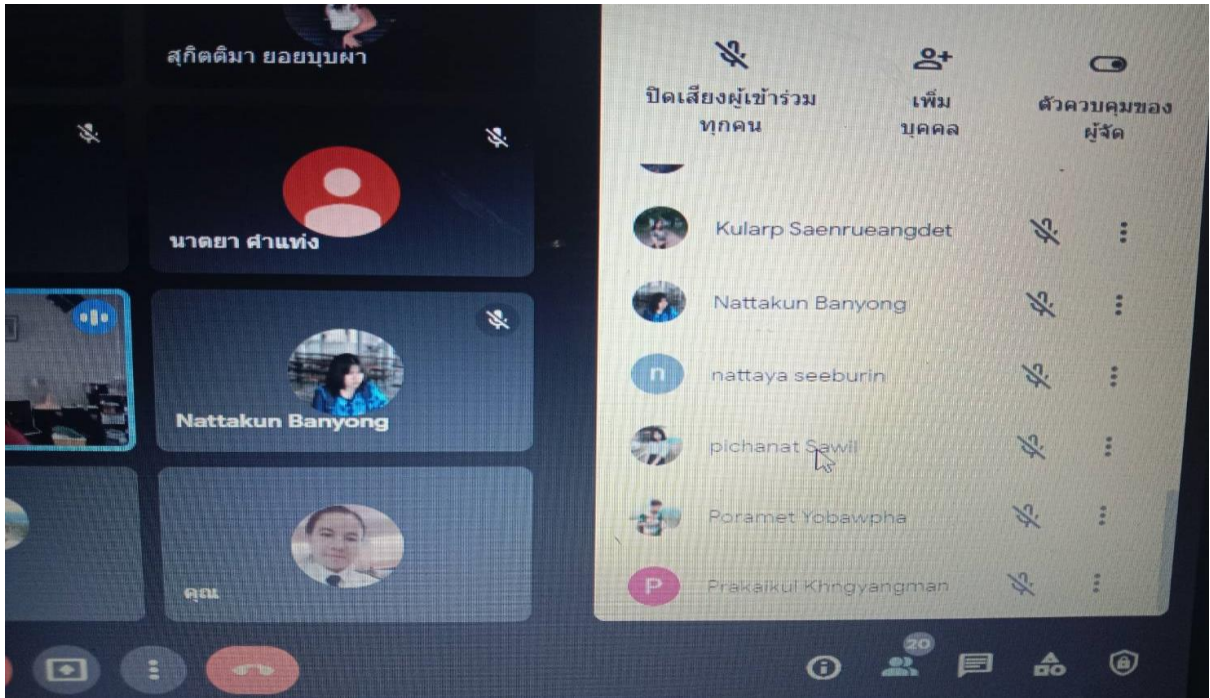 สุกิตติมา ยอยบุบผา
นาตยา คำแท่ง
Nattakun Banyong
คุณ
ปิดเสียงผู้เข้าร่วม
ทุกคน
เพิ่ม
บุคคล
ตัวควบคุมของ
ผู้จัด
Kularp Saenrueangdet
Nattakun Banyong
n
nattaya seeburin
pichanat Sawil
Poramet Yobawpha
P
Prakaikul Khngyangman
20